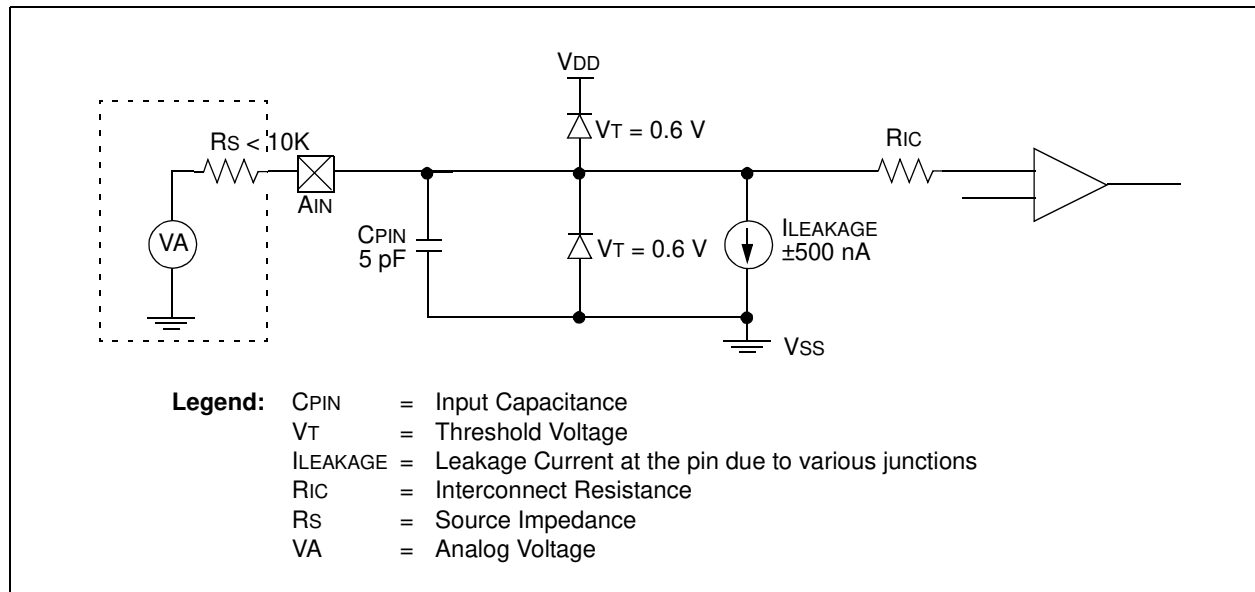 VDD
VT = 0.6 V
RS < 10K
RIC
AIN
VA
CPIN
5 pF
VT = 0.6 V
ILEAKAGE
±500 nA
VSS
Legend: CPIN = Input Capacitance
VT = Threshold Voltage
ILEAKAGE = Leakage Current at the pin due to various junctions
RIC = Interconnect Resistance
RS = Source Impedance
VA = Analog Voltage